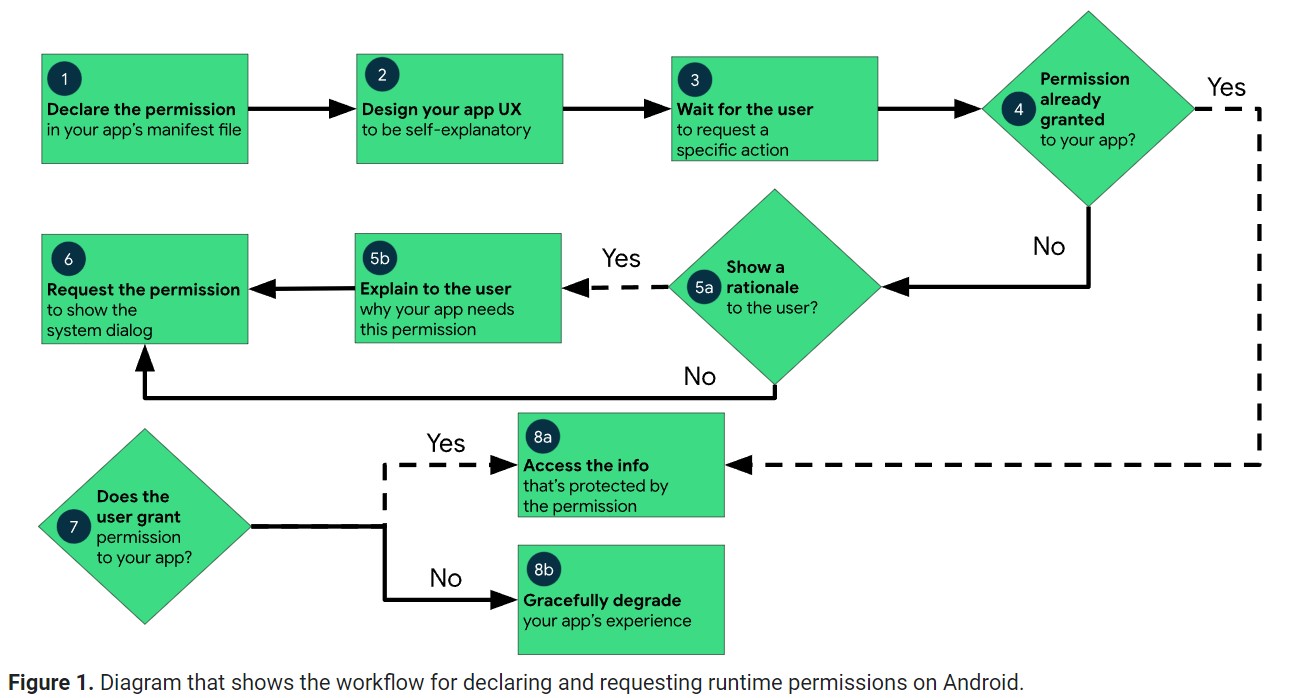 1
Declare the permission
in your app's manifest file
2
Design your app UX
to be self-explanatory
3
Wait for the user
to request a
specific action
4
Permission
already
granted
to your app?
Yes
No
5a
Show a
rationale
to the user?
Yes
No
5b
Explain to the user
why your app needs
this permission
6
Request the permission
to show the
system dialog
7
Does the
user grant
permission
to your app?
Yes
No
8a
Access the info
that's protected by
the permission
8b
Gracefully degrade
your app's experience
Figure 1. Diagram that shows the workflow for declaring and requesting runtime permissions on Android.